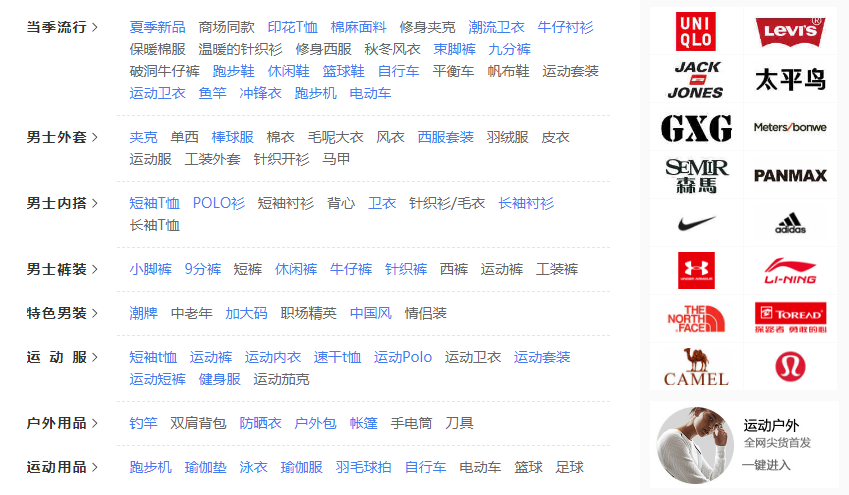 当季流行 > 夏季新品 商场同款 印花T恤 棉麻面料 修身夹克 潮流卫衣 牛仔衬衫
保暖棉服 温暖的针织衫 修身西服 秋冬风衣 束脚裤 九分裤
破洞牛仔裤 跑步鞋 休闲鞋 篮球鞋 自行车 平衡车 帆布鞋 运动套装
运动卫衣 鱼竿 冲锋衣 跑步机 电动车
男士外套 > 夹克 单西 棒球服 棉衣 毛呢大衣 风衣 西服套装 羽绒服 皮衣
运动服 工装外套 针织开衫 马甲
男士内搭 > 短袖T恤 POLO衫 短袖衬衫 背心 卫衣 针织衫/毛衣 长袖衬衫
长袖T恤
男士裤装 > 小脚裤 9分裤 短裤 休闲裤 牛仔裤 针织裤 西裤 运动裤 工装裤
特色男装 > 潮牌 中老年 加大码 职场精英 中国风 情侣装
运 动 服 > 短袖t恤 运动裤 运动内衣 速干t恤 运动Polo 运动卫衣 运动套装
运动短裤 健身服 运动茄克
户外用品 > 钓竿 双肩背包 防晒衣 户外包 帐篷 手电筒 刀具
运动用品 > 跑步机 瑜伽垫 泳衣 瑜伽服 羽毛球拍 自行车 电动车 篮球 足球
UNI
QLO
LEVI'S
JACK
JONES
太平鸟
GXG
Meters/bonwe
SEMIR
森馬
PANMAX
adidas
UNDER ARMOUR
LI-NING
THE
NORTH
FACE
TOREAD
探路者 勇敢的心
CAMEL
运动户外
全网尖货首发
一键进入